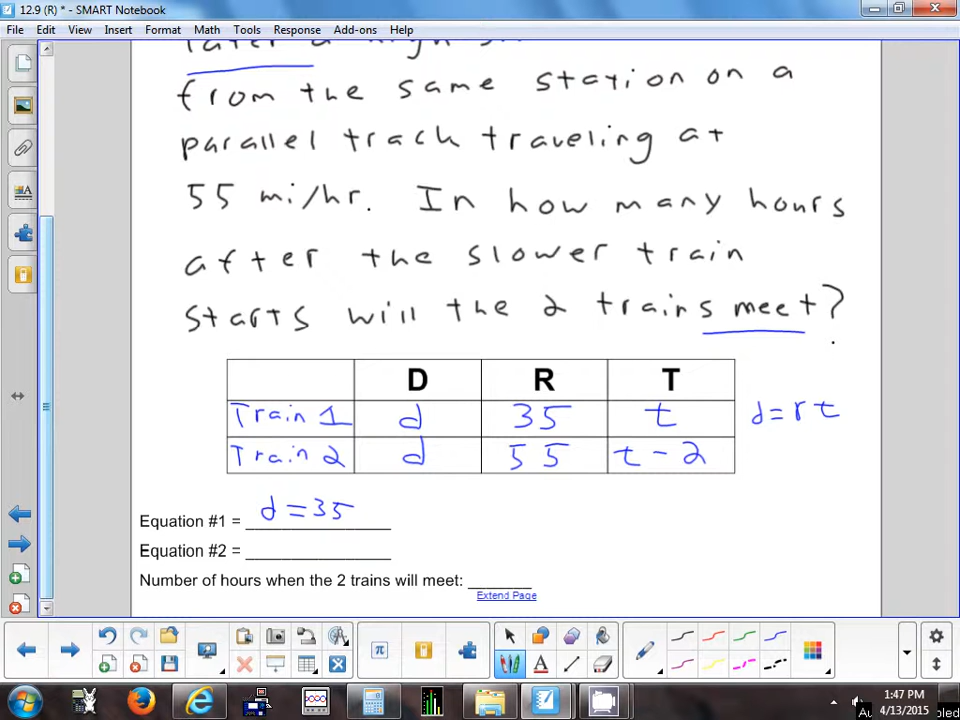 12.9 (R) * - SMART Notebook
File Edit View Insert Format Math Tools Response Add-ons Help
later a high
from the same station on a
parallel track traveling at
55 mi/hr. In how many hours
after the slower train
starts will the 2 trains meet?
D R T
Train 1 d 35 t d=rt
Train 2 d 55 t-2
Equation #1 = d=35
Equation #2 =
Number of hours when the 2 trains will meet:
Extend Page
1:47 PM
4/13/2015